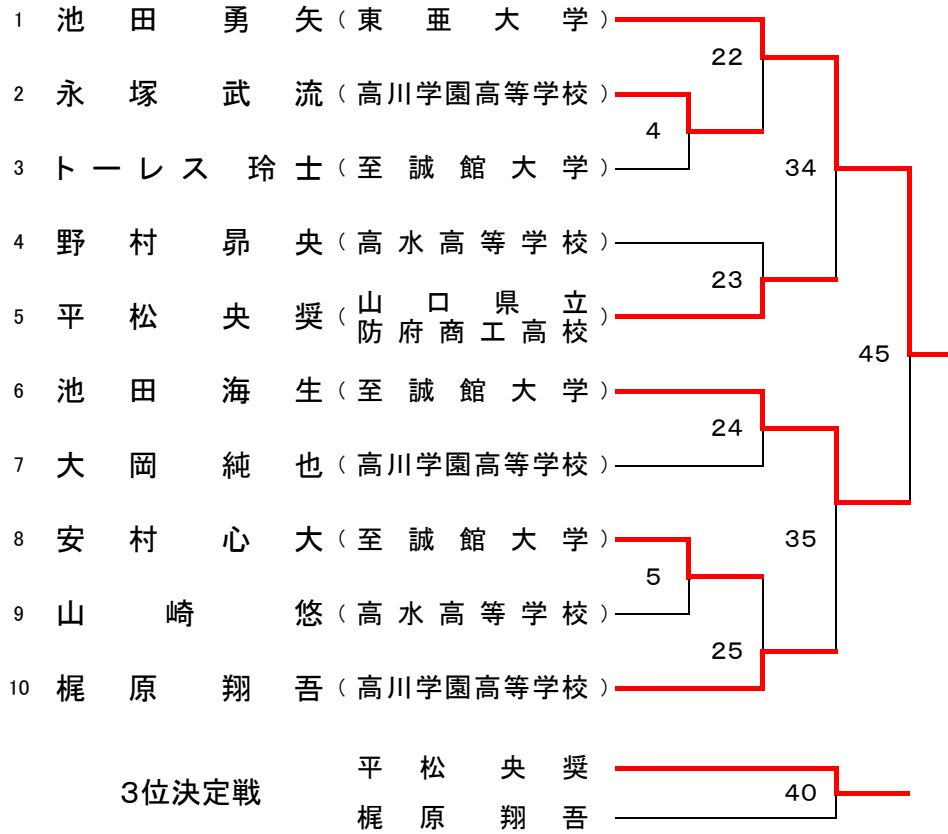 1 池田勇矢（東亜大学）
22
2 永塚武流（高川学園高等学校）
4
3 トーレス 玲士（至誠館大学）
34
4 野村昴央（高水高等学校）
23
5 平松央奨（山口県立
防府商工高校）
45
6 池田海生（至誠館大学）
24
7 大岡純也（高川学園高等学校）
8 安村心大（至誠館大学）
35
5
9 山崎悠（高水高等学校）
25
10 梶原翔吾（高川学園高等学校）
平松央奨
3位決定戦
40
梶原翔吾